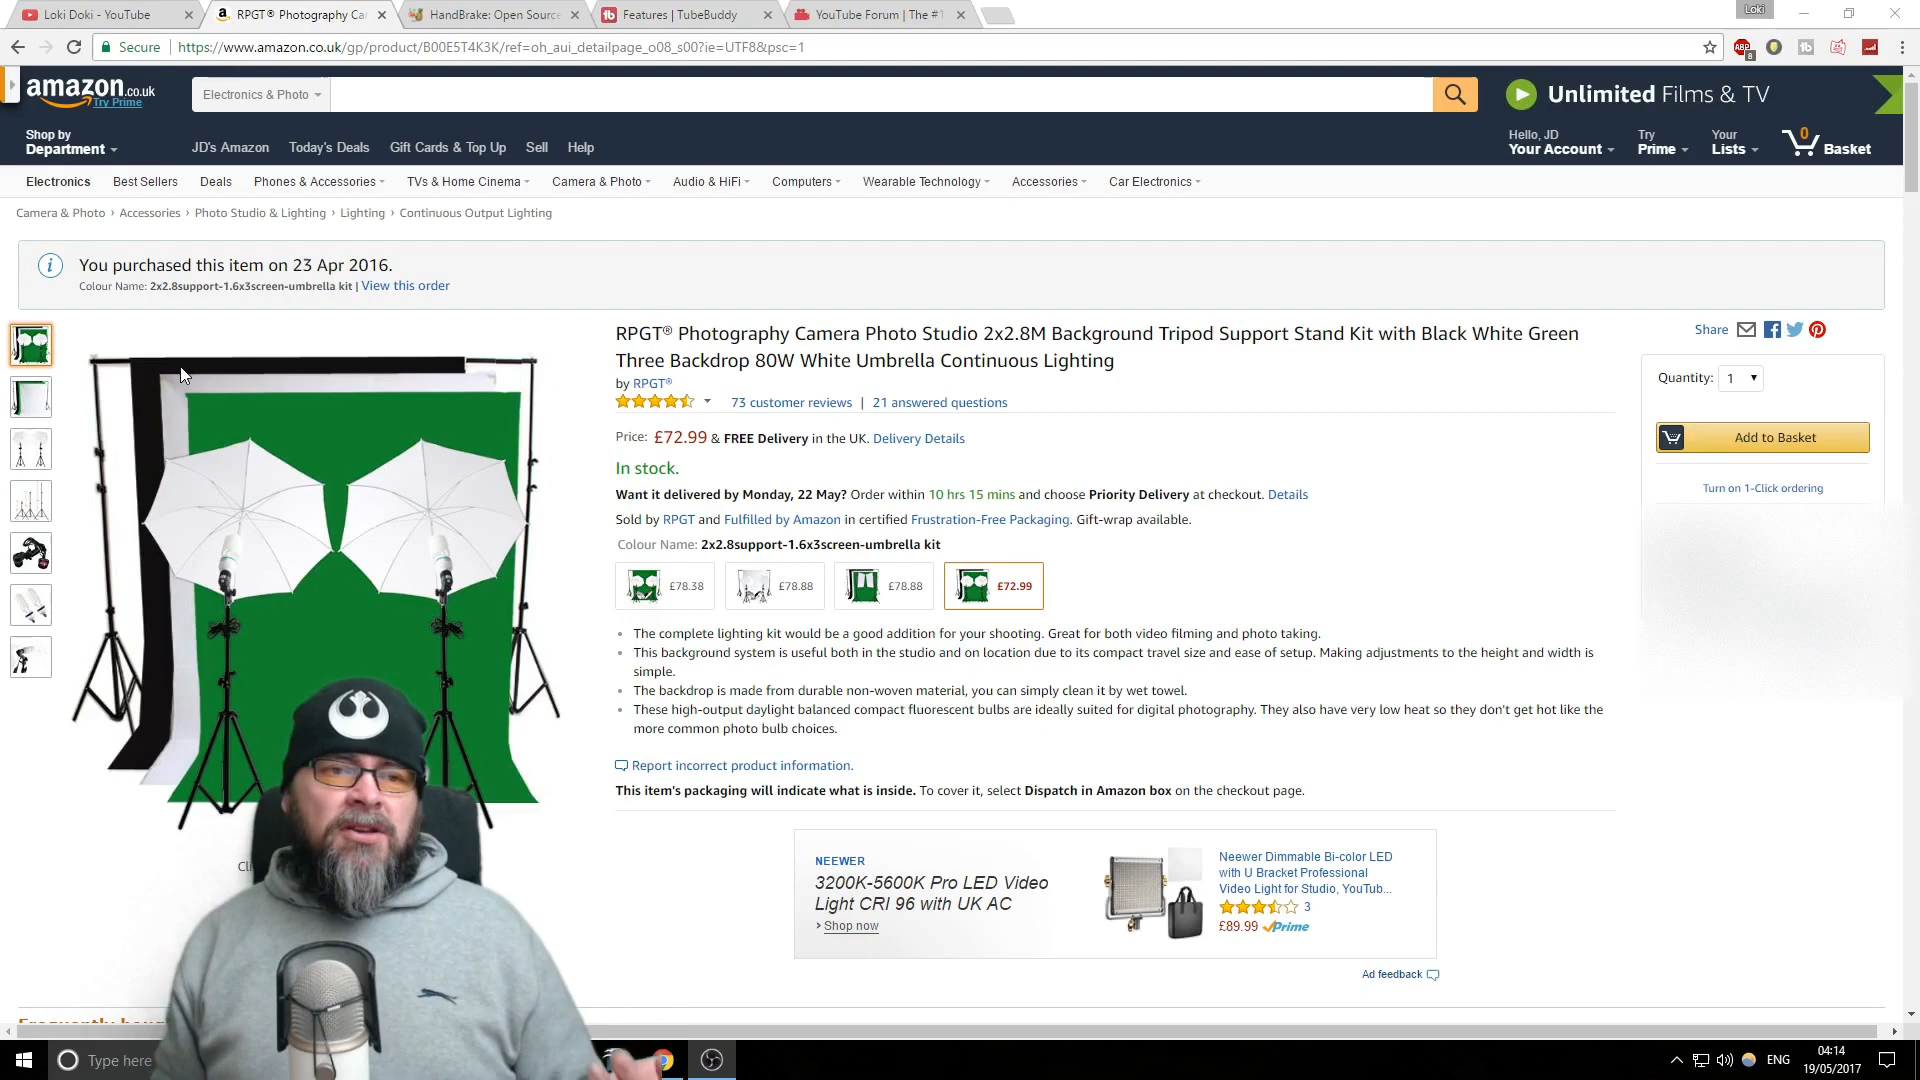 Loki Doki - YouTube
RPGT® Photography Ca
HandBrake: Open Source
Features | TubeBuddy
YouTube Forum | The #1
Loki
Secure
https://www.amazon.co.uk/gp/product/B00E5T4K3K/ref=oh_aui_detailpage_o08_s00?ie=UTF8&psc=1
ABP
8
amazon.co.uk
Try Prime
Electronics & Photo
Unlimited Films & TV
Shop by
Department
JD's Amazon
Today's Deals
Gift Cards & Top Up
Sell
Help
Hello, JD
Your Account
Try
Prime
Your
Lists
0
Basket
Electronics
Best Sellers
Deals
Phones & Accessories
TVs & Home Cinema
Camera & Photo
Audio & HiFi
Computers
Wearable Technology
Accessories
Car Electronics
Camera & Photo › Accessories › Photo Studio & Lighting › Lighting › Continuous Output Lighting
You purchased this item on 23 Apr 2016.
Colour Name: 2x2.8support-1.6x3screen-umbrella kit | View this order
RPGT® Photography Camera Photo Studio 2x2.8M Background Tripod Support Stand Kit with Black White Green
Three Backdrop 80W White Umbrella Continuous Lighting
by RPGT®
73 customer reviews | 21 answered questions
Price: £72.99 & FREE Delivery in the UK. Delivery Details
In stock.
Want it delivered by Monday, 22 May? Order within 10 hrs 15 mins and choose Priority Delivery at checkout. Details
Sold by RPGT and Fulfilled by Amazon in certified Frustration-Free Packaging. Gift-wrap available.
Colour Name: 2x2.8support-1.6x3screen-umbrella kit
£78.38
£78.88
£78.88
£72.99
• The complete lighting kit would be a good addition for your shooting. Great for both video filming and photo taking.
• This background system is useful both in the studio and on location due to its compact travel size and ease of setup. Making adjustments to the height and width is
simple.
• The backdrop is made from durable non-woven material, you can simply clean it by wet towel.
• These high-output daylight balanced compact fluorescent bulbs are ideally suited for digital photography. They also have very low heat so they don't get hot like the
more common photo bulb choices.
Report incorrect product information.
This item's packaging will indicate what is inside. To cover it, select Dispatch in Amazon box on the checkout page.
Share
Quantity: 1
Add to Basket
Turn on 1-Click ordering
NEEWER
3200K-5600K Pro LED Video
Light CRI 96 with UK AC
› Shop now
Neewer Dimmable Bi-color LED
with U Bracket Professional
Video Light for Studio, YouTub...
3
£89.99 Prime
Ad feedback
Type here
ENG
04:14
19/05/2017